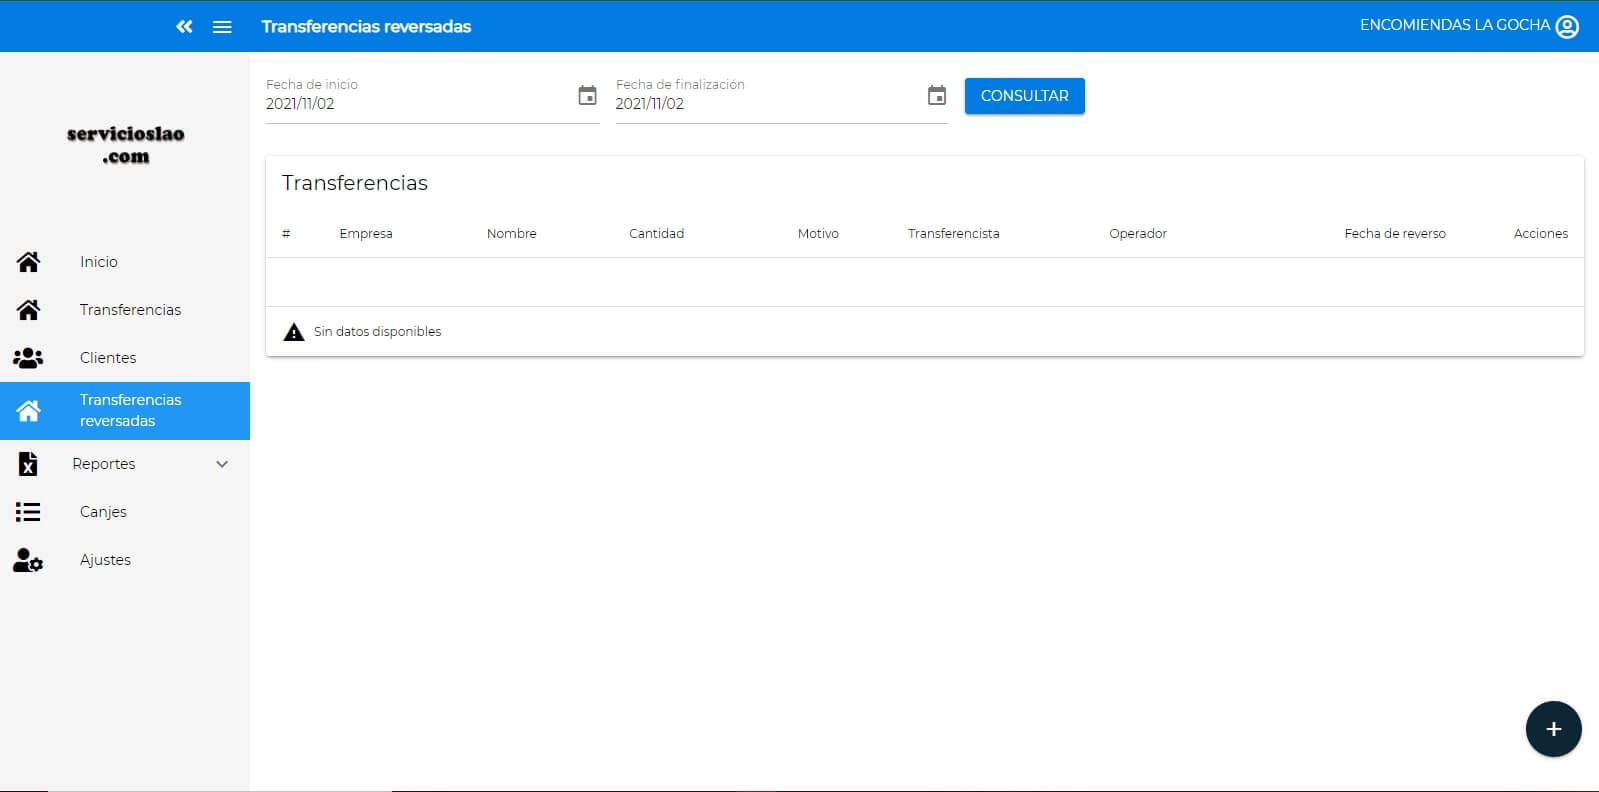 Transferencias reversadas
ENCOMIENDAS LA GOCHA
servicioslao
.com
Inicio
Transferencias
Clientes
Transferencias
reversadas
Reportes
Canjes
Ajustes
Fecha de inicio
2021/11/02
Fecha de finalización
2021/11/02
CONSULTAR
Transferencias
# Empresa Nombre Cantidad Motivo Transferencista Operador Fecha de reverso Acciones
Sin datos disponibles
+